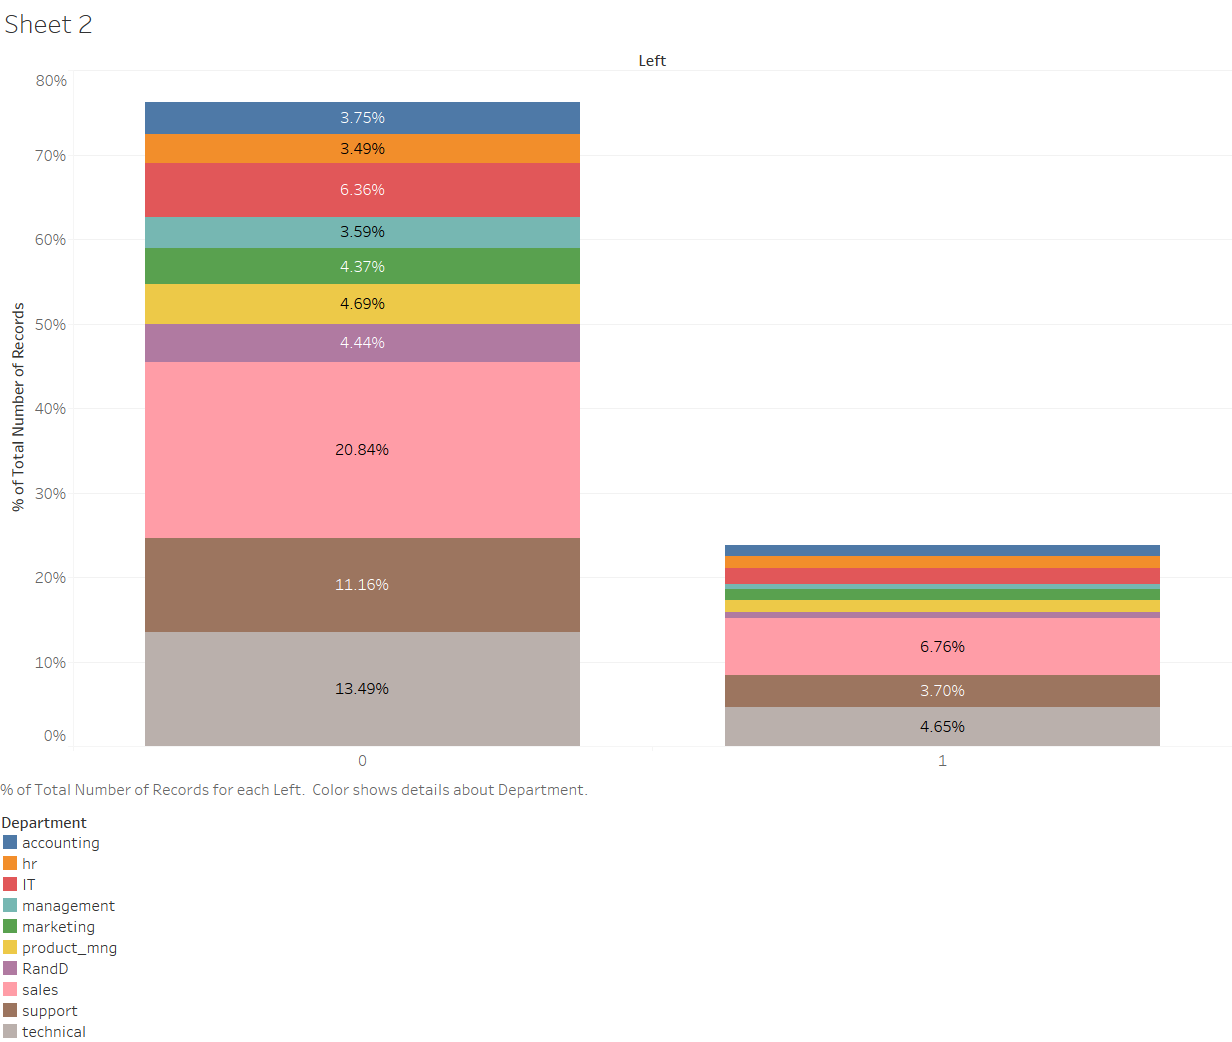 Sheet 2
Left
80%
70%
60%
50%
40%
30%
20%
10%
0%
% of Total Number of Records
3.75%
3.49%
6.36%
3.59%
4.37%
4.69%
4.44%
20.84%
11.16%
13.49%
6.76%
3.70%
4.65%
0
1
% of Total Number of Records for each Left.  Color shows details about Department.
Department
accounting
hr
IT
management
marketing
product_mng
RandD
sales
support
technical